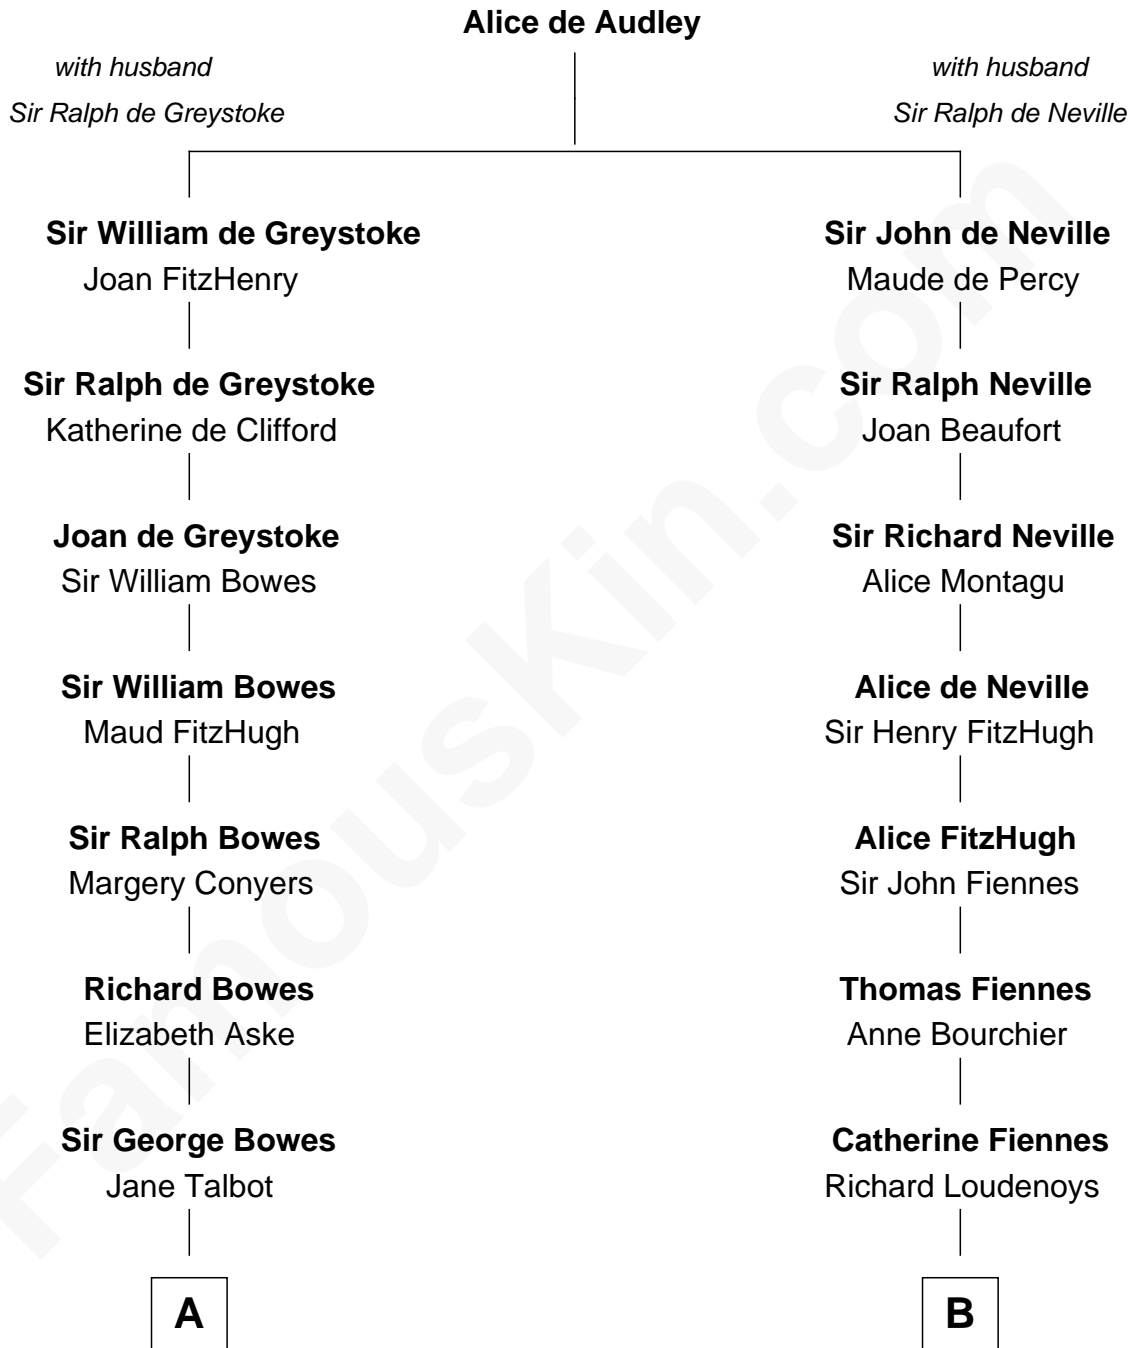 Alice de Audley
with husband
Sir Ralph de Greystoke
with husband
Sir Ralph de Neville
Sir William de Greystoke
Joan FitzHenry
Sir Ralph de Greystoke
Katherine de Clifford
Joan de Greystoke
Sir William Bowes
Sir William Bowes
Maud FitzHugh
Sir Ralph Bowes
Margery Conyers
Richard Bowes
Elizabeth Aske
Sir George Bowes
Jane Talbot
A
Sir John de Neville
Maude de Percy
Sir Ralph Neville
Joan Beaufort
Sir Richard Neville
Alice Montagu
Alice de Neville
Sir Henry FitzHugh
Alice FitzHugh
Sir John Fiennes
Thomas Fiennes
Anne Bourchier
Catherine Fiennes
Richard Loudenoys
B
FamousKin.com